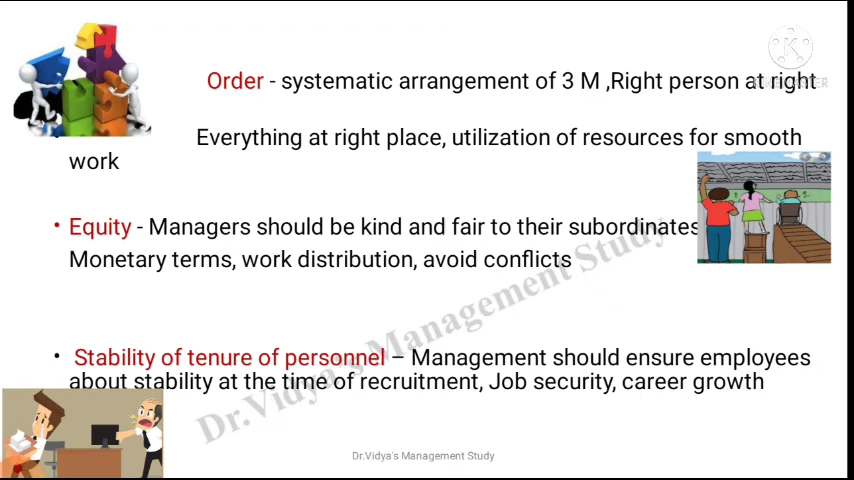 Order - systematic arrangement of 3 M ,Right person at right
Everything at right place, utilization of resources for smooth
work
• Equity - Managers should be kind and fair to their subordinates
Monetary terms, work distribution, avoid conflicts
• Stability of tenure of personnel – Management should ensure employees
about stability at the time of recruitment, Job security, career growth
Dr.Vidya's Management Study
Dr.Vidya's Management Study